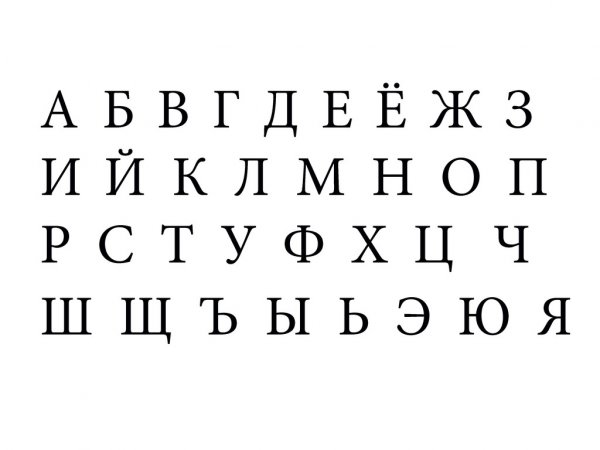 А Б В Г Д Е Ё Ж З
И Й К Л М Н О П
Р С Т У Ф Х Ц Ч
Ш Щ Ъ Ы Ь Э Ю Я